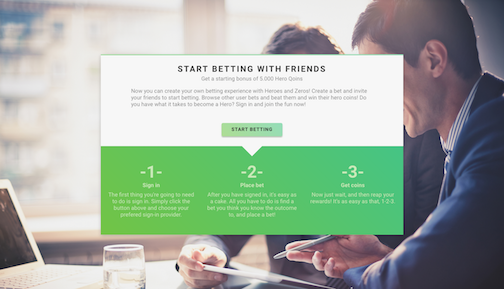 START BETTING WITH FRIENDS
Get a starting bonus of 5.000 Hero Qoins
Now you can create your own betting experience with Heroes and Zeros! Create a bet and invite
your friends to start betting. Browse other user bets and beat them and win their hero coins! Do
you have what it takes to become a Hero? Sign in and join the fun now!
START BETTING
-1-
Sign in
The first thing you're going to need
to do is sign in. Simply click the
button above and choose your
prefered sign-in provider
-2-
Place bet
After you have signed in, it's easy as
a cake. All you have to do is find a
bet you think you know the outcome
to, and place a bet!
-3-
Get coins
Now just wait, and then reap your
rewards! It's as easy as that, 1-2-3